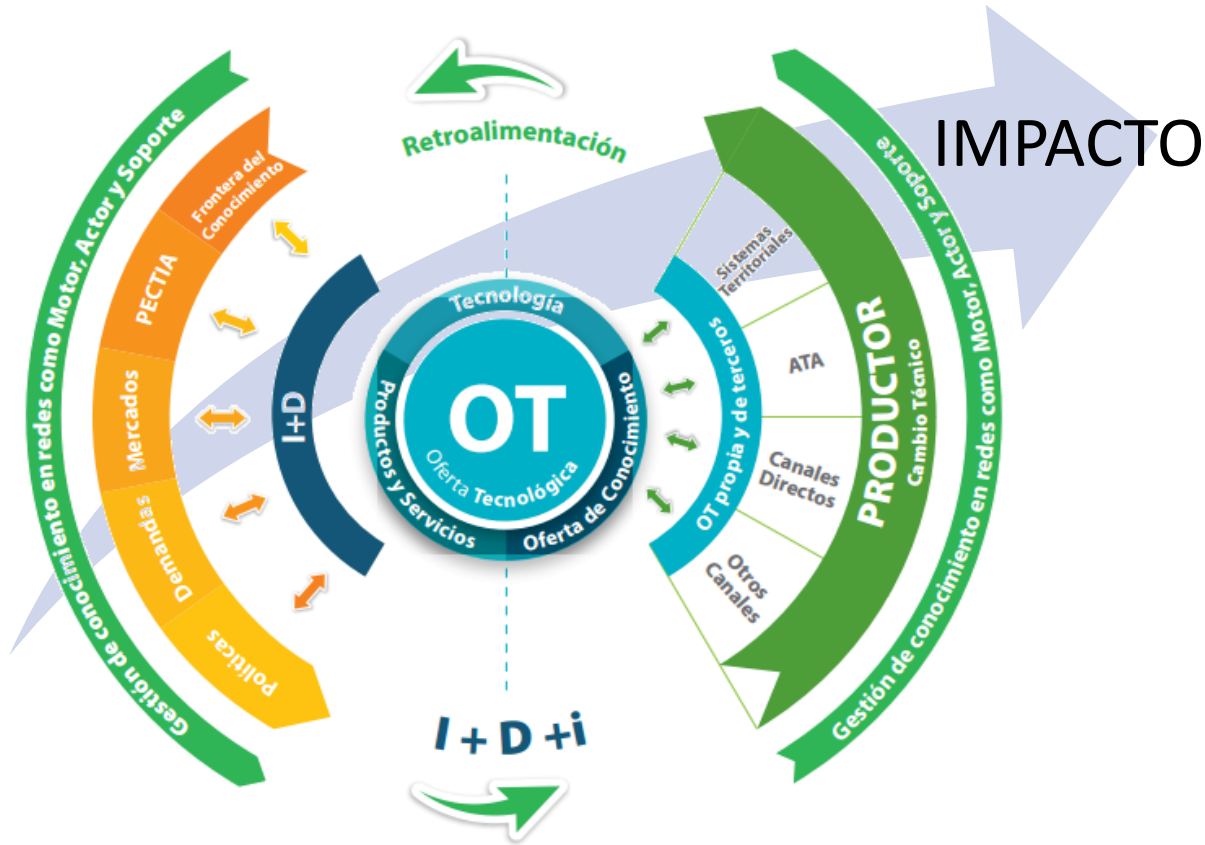 Gestión de conocimiento en redes como Motor, Actor y Soporte
Frontera del
Conocimiento
PECTIA
Mercados
Demandas
Políticas
I+D
Retroalimentación
Tecnología
OT
Oferta Tecnológica
Productos y Servicios
Oferta de Conocimiento
I + D +i
OT propia y de terceros
Sistemas
Territoriales
ATA
Canales
Directos
Otros
Canales
PRODUCTOR
Cambio Técnico
Gestión de conocimiento en redes como Motor, Actor y Soporte
IMPACTO